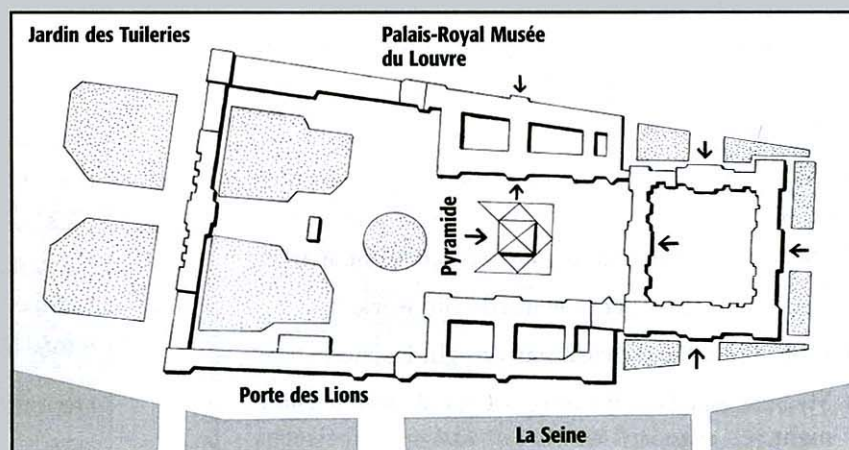 Jardin des Tuileries
Palais-Royal Musée
du Louvre
Pyramide
Porte des Lions
La Seine